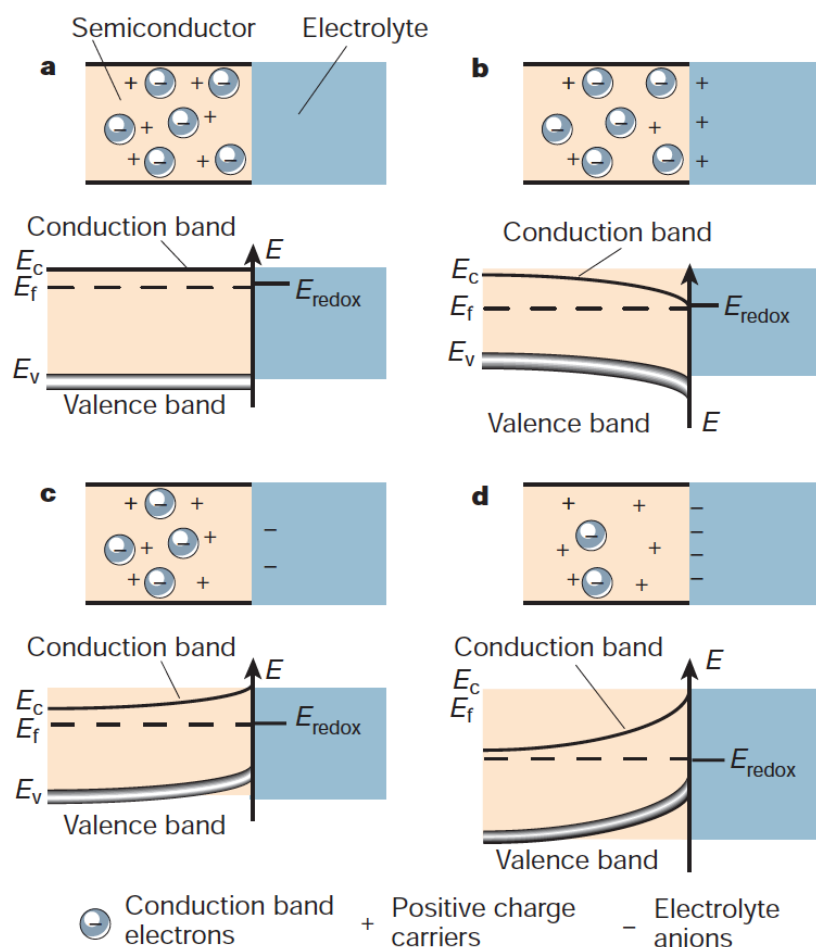 Semiconductor Electrolyte
a
+ − + −
− + − +
+ − + −
Conduction band
E
Ec
Ef
Eredox
Ev
Valence band
b
+ − − +
− − + +
+ − − +
Conduction band
Ec
Ef
Eredox
Ev
Valence band
E
c
+ − +
− + − + −
+ − + −
Conduction band
E
Ec
Ef
Eredox
Ev
Valence band
d
+ + −
− −
+ + −
+ − + −
Conduction band
E
Ec
Ef
Eredox
Valence band
− Conduction band
electrons
+ Positive charge
carriers
− Electrolyte
anions